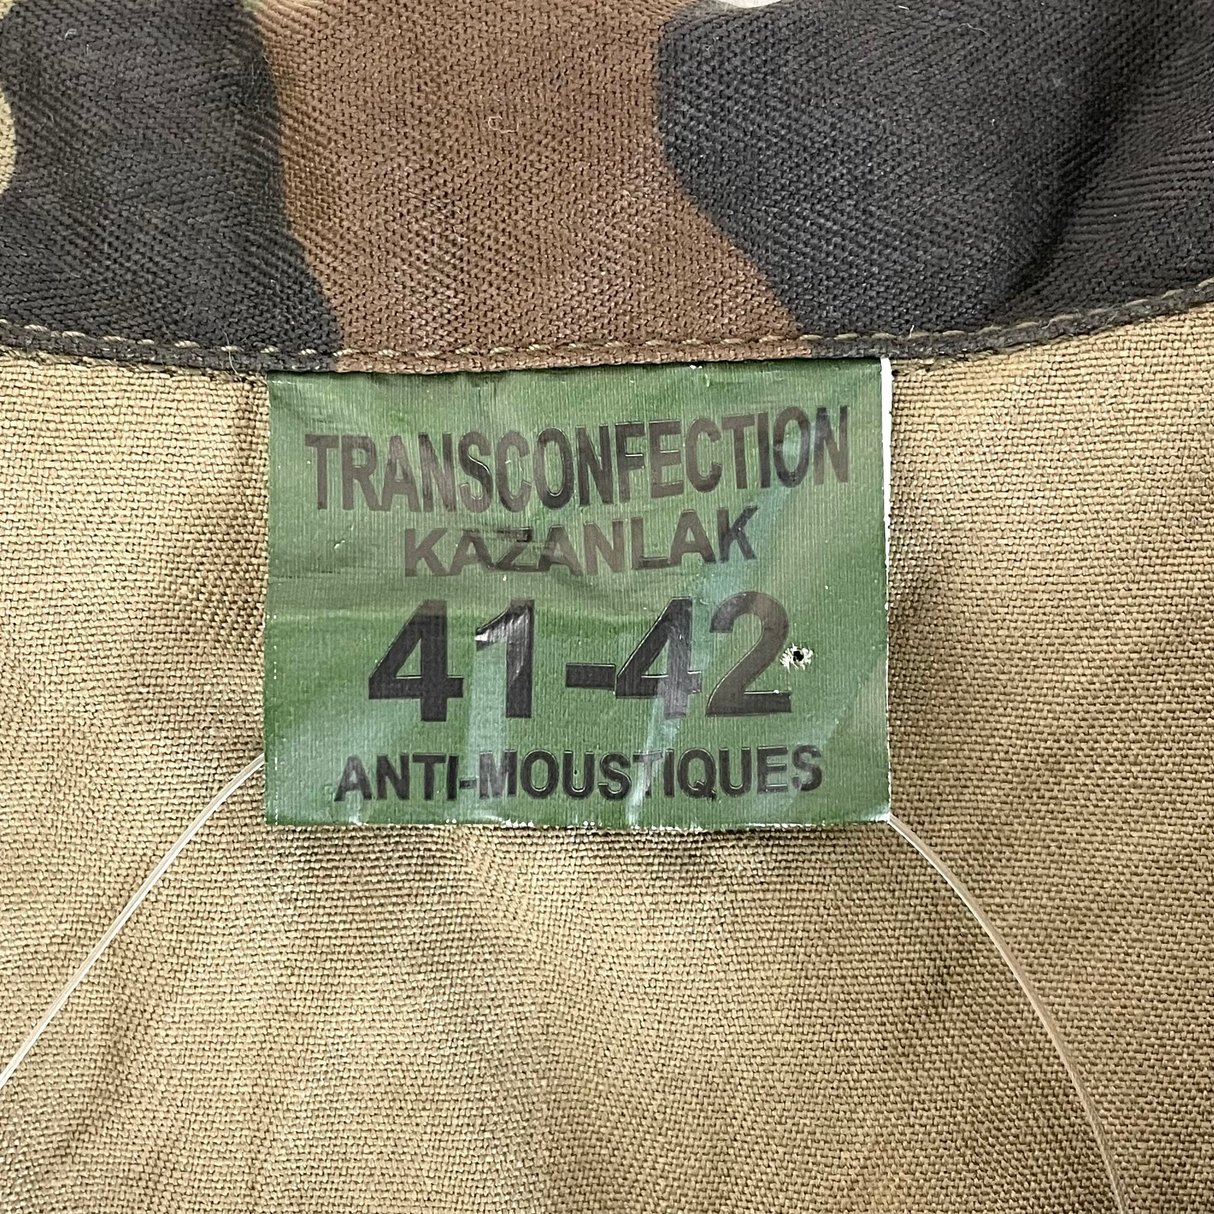 TRANSCONFECTION
KAZANLAK
41-42
ANTI-MOUSTIQUES